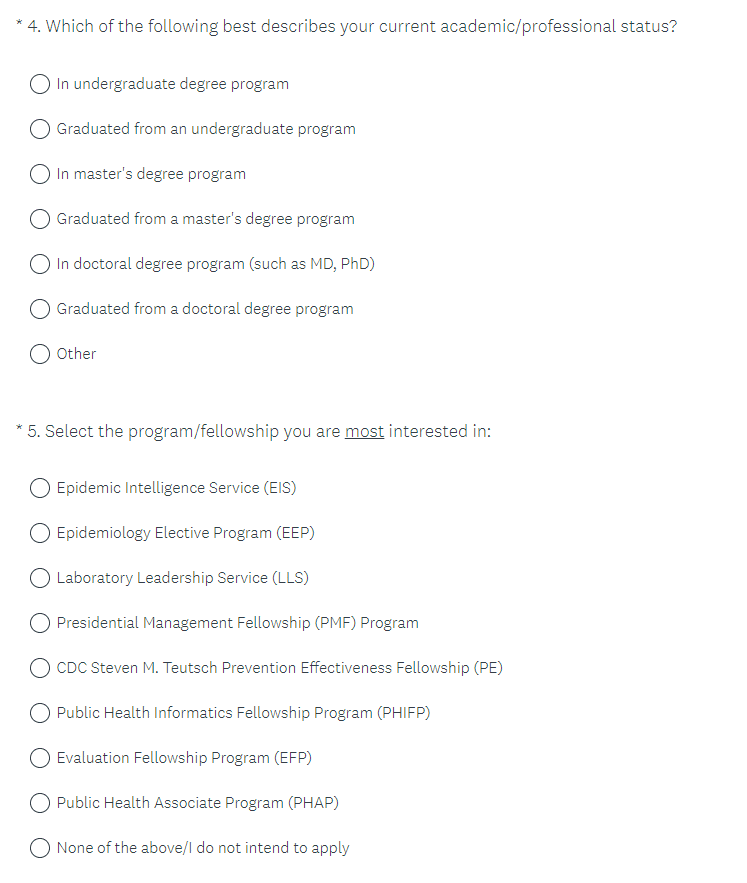 * 4. Which of the following best describes your current academic/professional status?
In undergraduate degree program
Graduated from an undergraduate program
In master's degree program
Graduated from a master's degree program
In doctoral degree program (such as MD, PhD)
Graduated from a doctoral degree program
Other
* 5. Select the program/fellowship you are most interested in:
Epidemic Intelligence Service (EIS)
Epidemiology Elective Program (EEP)
Laboratory Leadership Service (LLS)
Presidential Management Fellowship (PMF) Program
CDC Steven M. Teutsch Prevention Effectiveness Fellowship (PE)
Public Health Informatics Fellowship Program (PHIFP)
Evaluation Fellowship Program (EFP)
Public Health Associate Program (PHAP)
None of the above/I do not intend to apply